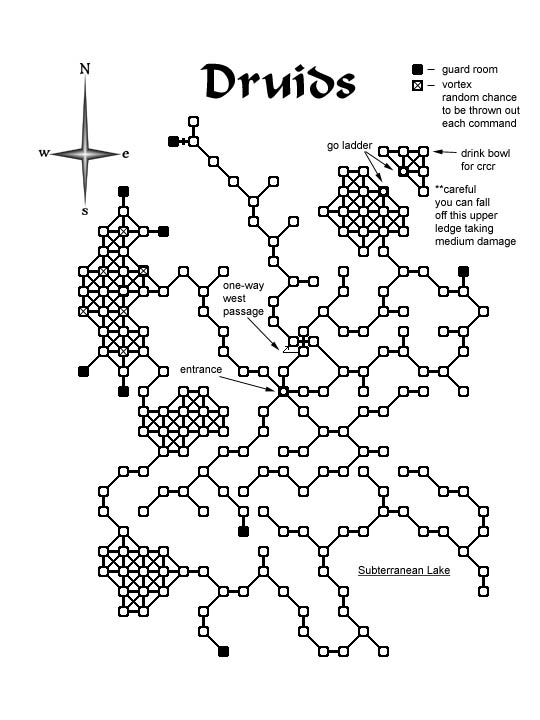 N
Druids
guard room
vortex
random chance
to be thrown out
each command
go ladder
w
e
drink bowl
for crcr
**careful
you can fall
off this upper
ledge taking
medium damage
s
one-way
west
passage
entrance
Subterranean Lake